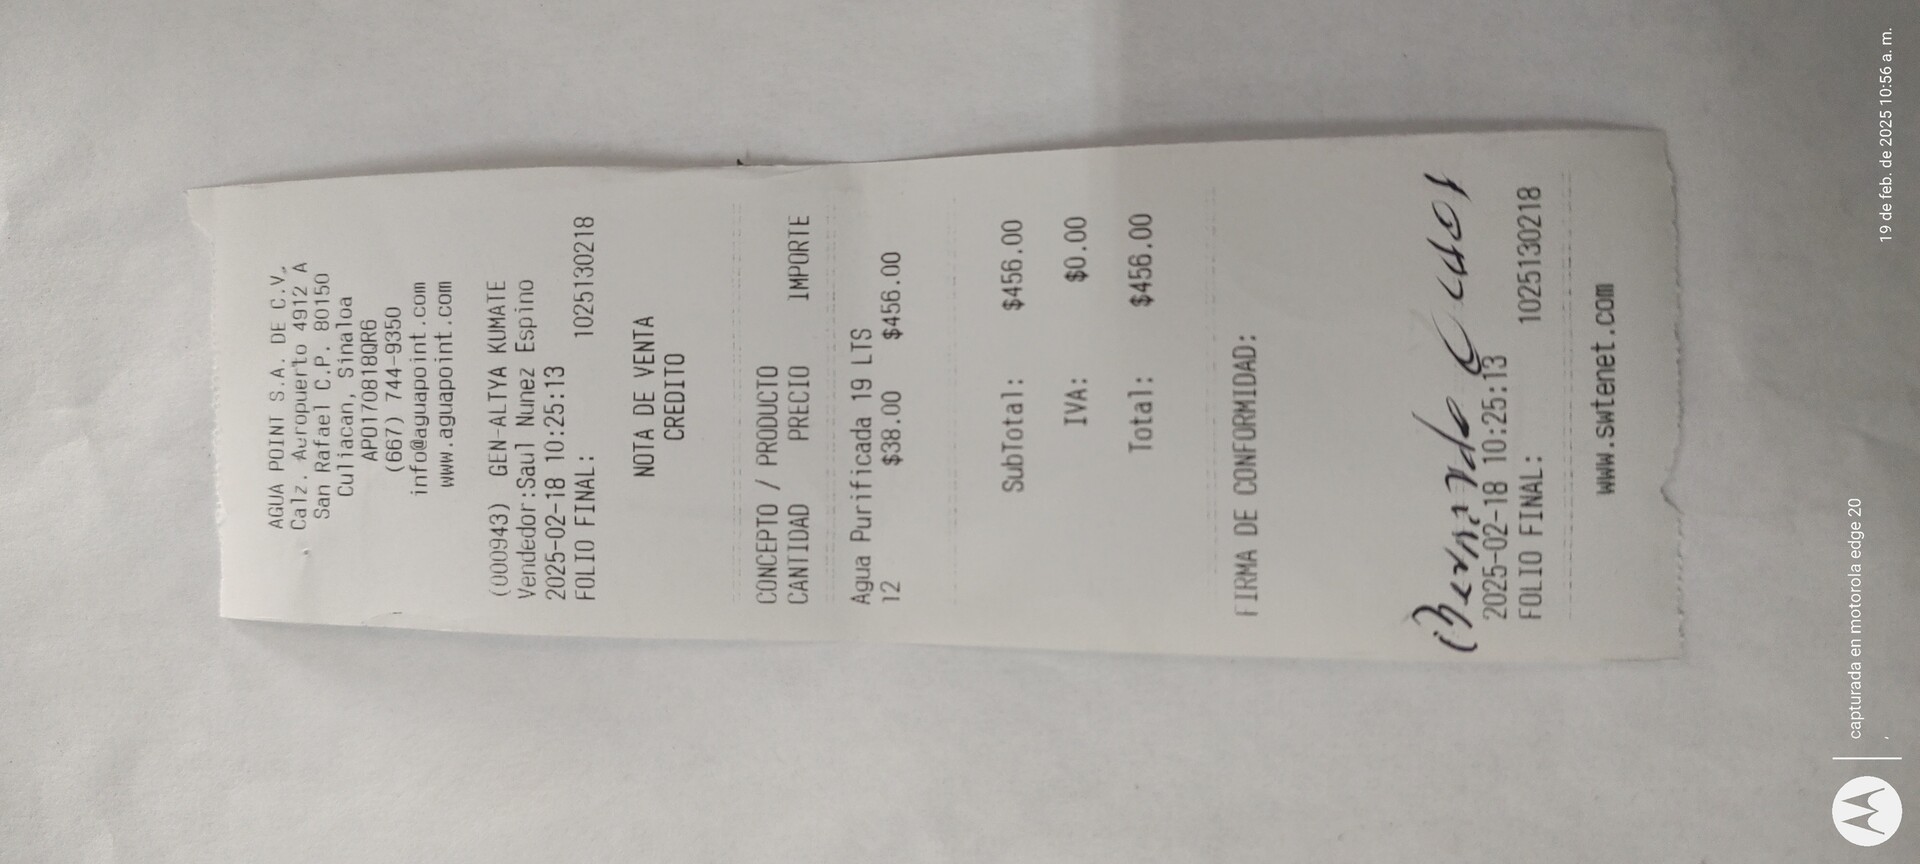 AGUA POINT S.A. DE C.V.
Calz. Aeropuerto 4912 A
San Rafael C.P. 80150
Culiacan, Sinaloa
APO170818QR6
(667) 744-9350
info@aguapoint.com
www.aguapoint.com
(000943) GEN-ALTYA KUMATE
Vendedor:Saul Nunez Espino
2025-02-18 10:25:13
FOLIO FINAL: 1025130218
NOTA DE VENTA
CREDITO
CONCEPTO / PRODUCTO
CANTIDAD PRECIO IMPORTE
Agua Purificada 19 LTS
12 $38.00 $456.00
SubTotal: $456.00
IVA: $0.00
Total: $456.00
FIRMA DE CONFORMIDAD:
2025-02-18 10:25:13
FOLIO FINAL: 1025130218
www.swtenet.com
capturada en motorola edge 20
19 de feb. de 2025 10:56 a. m.